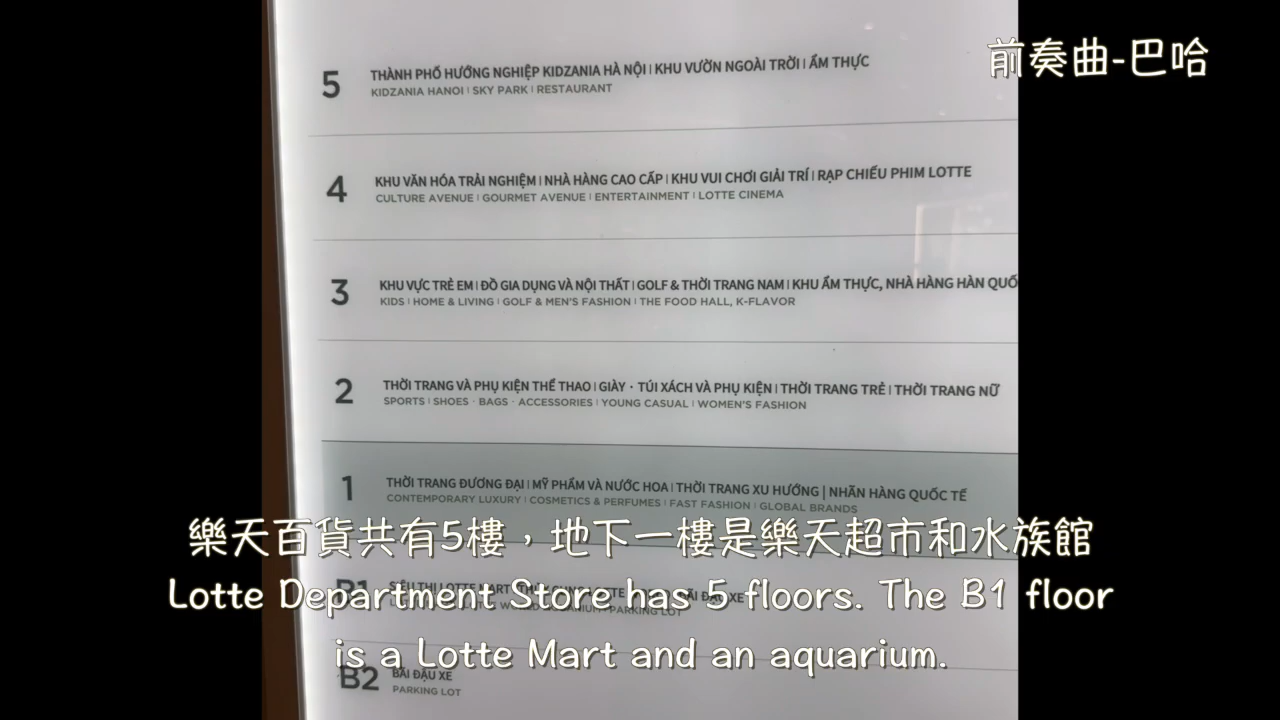 前奏曲-巴哈
5
THÀNH PHỐ HƯỚNG NGHIỆP KIDZANIA HÀ NỘI | KHU VƯỜN NGOÀI TRỜI | ẨM THỰC
KIDZANIA HANOI | SKY PARK | RESTAURANT
4
KHU VĂN HÓA TRẢI NGHIỆM | NHÀ HÀNG CAO CẤP | KHU VUI CHƠI GIẢI TRÍ | RẠP CHIẾU PHIM LOTTE
CULTURE AVENUE | GOURMET AVENUE | ENTERTAINMENT | LOTTE CINEMA
3
KHU VỰC TRẺ EM | ĐỒ GIA DỤNG VÀ NỘI THẤT | GOLF & THỜI TRANG NAM | KHU ẨM THỰC, NHÀ HÀNG HÀN QUỐ
KIDS | HOME & LIVING | GOLF & MEN'S FASHION | THE FOOD HALL, K-FLAVOR
2
THỜI TRANG VÀ PHỤ KIỆN THỂ THAO | GIÀY · TÚI XÁCH VÀ PHỤ KIỆN | THỜI TRANG TRẺ | THỜI TRANG NỮ
SPORTS | SHOES · BAGS · ACCESSORIES | YOUNG CASUAL | WOMEN'S FASHION
1
THỜI TRANG ĐƯƠNG ĐẠI | MỸ PHẨM VÀ NƯỚC HOA | THỜI TRANG XU HƯỚNG | NHÃN HÀNG QUỐC TẾ
CONTEMPORARY LUXURY | COSMETICS & PERFUMES | FAST FASHION | GLOBAL BRANDS
樂天百貨共有5樓，地下一樓是樂天超市和水族館
B1
SIÊU THỊ LOTTE MART
PARKING LOT
Lotte Department Store has 5 floors. The B1 floor
is a Lotte Mart and an aquarium.
B2
BÃI ĐẬU XE
PARKING LOT